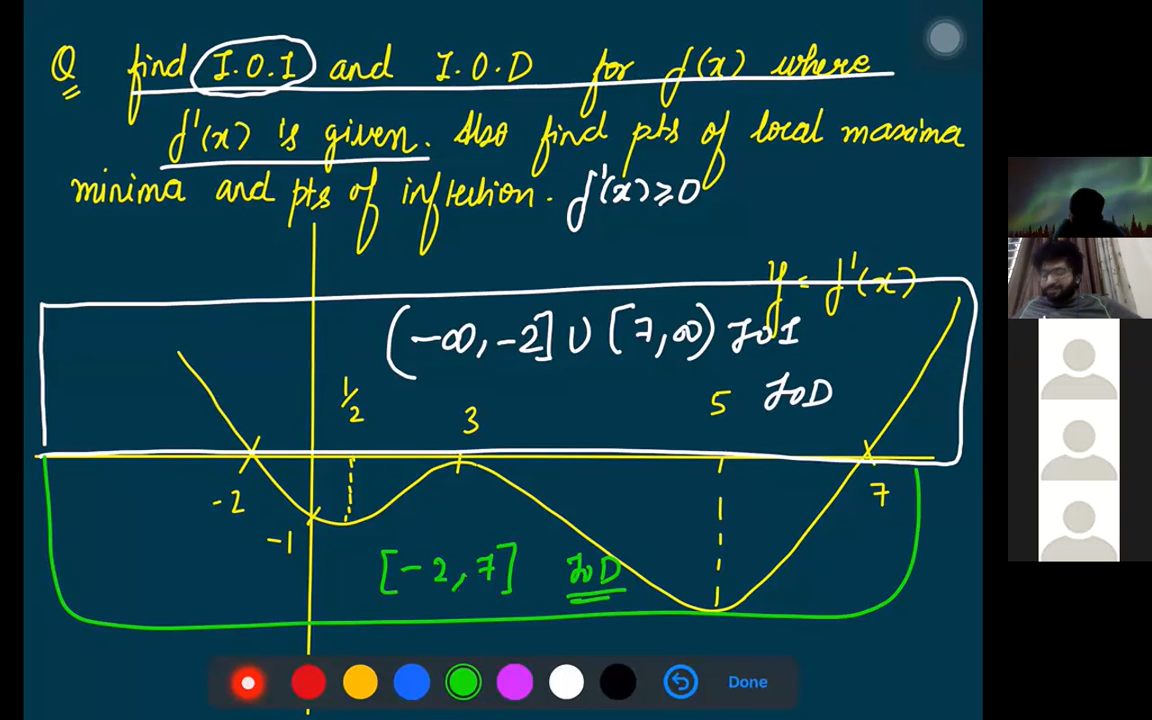 Q find I.O.I and I.O.D for f(x) where
f'(x) is given. Also find pts of local maxima
minima and pts of inflection. f'(x)≥0
y = f'(x)
(-∞, -2] ∪ [7, ∞) IoI
IoD
1/2
3
5
-2
7
-1
[-2, 7] IoD
Done